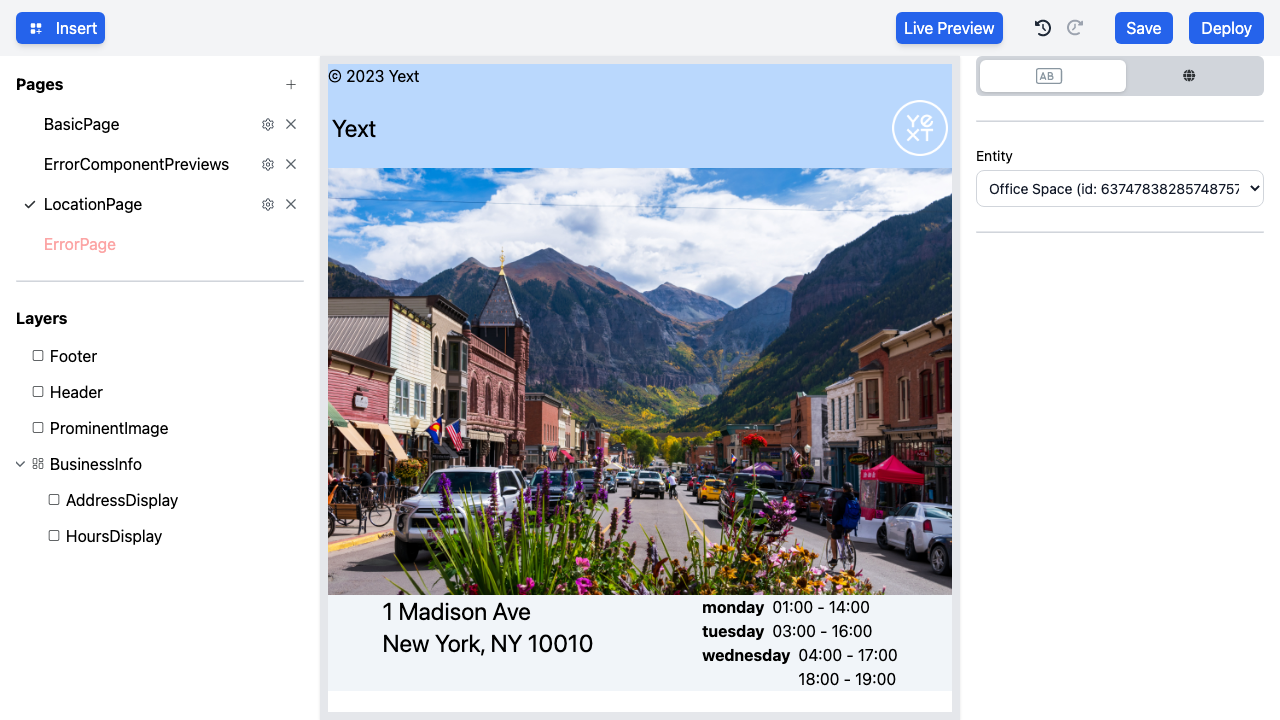 Insert
Live Preview
Save
Deploy
Pages
BasicPage
ErrorComponentPreviews
LocationPage
ErrorPage
Layers
Footer
Header
ProminentImage
BusinessInfo
AddressDisplay
HoursDisplay
© 2023 Yext
Yext
YEXT
1 Madison Ave
New York, NY 10010
monday 01:00 - 14:00
tuesday 03:00 - 16:00
wednesday 04:00 - 17:00
18:00 - 19:00
AB
Entity
Office Space (id: 63747838285748757